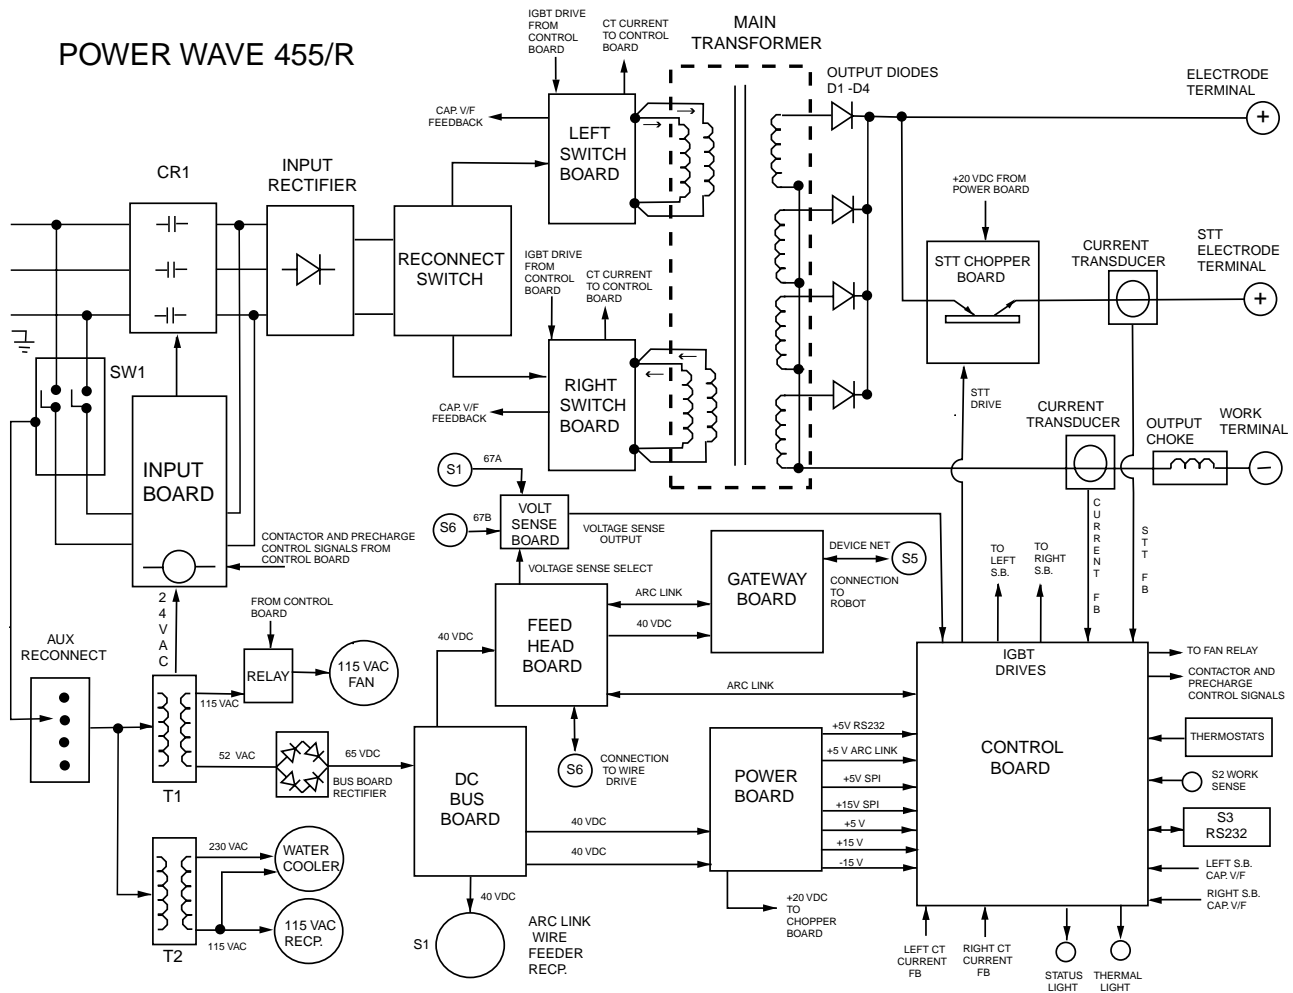 POWER WAVE 455/R
IGBT DRIVE
FROM
CONTROL
BOARD
CT CURRENT
TO CONTROL
BOARD
MAIN
TRANSFORMER
OUTPUT DIODES
D1 -D4
ELECTRODE
TERMINAL
+
CAP. V/F
FEEDBACK
LEFT
SWITCH
BOARD
CR1
INPUT
RECTIFIER
RECONNECT
SWITCH
IGBT DRIVE
FROM
CONTROL
BOARD
CT CURRENT
TO CONTROL
BOARD
+20 VDC FROM
POWER BOARD
STT CHOPPER
BOARD
CURRENT
TRANSDUCER
STT
ELECTRODE
TERMINAL
+
SW1
RIGHT
SWITCH
BOARD
CAP. V/F
FEEDBACK
STT
DRIVE
CURRENT
TRANSDUCER
OUTPUT
CHOKE
WORK
TERMINAL
–
INPUT
BOARD
S1
67A
S6
67B
VOLT
SENSE
BOARD
VOLTAGE SENSE
OUTPUT
VOLTAGE SENSE SELECT
CONTACTOR AND PRECHARGE
CONTROL SIGNALS FROM
CONTROL BOARD
24VAC
GATEWAY
BOARD
DEVICE NET
S5
CONNECTION
TO
ROBOT
ARC LINK
40 VDC
TO
LEFT
S.B.
TO
RIGHT
S.B.
CURRENT FB
STT FB
FROM CONTROL
BOARD
AUX
RECONNECT
RELAY
115 VAC
FAN
115 VAC
40 VDC
FEED
HEAD
BOARD
ARC LINK
IGBT
DRIVES
CONTROL
BOARD
TO FAN RELAY
CONTACTOR AND
PRECHARGE
CONTROL SIGNALS
THERMOSTATS
S2 WORK
SENSE
S3
RS232
LEFT S.B.
CAP. V/F
RIGHT S.B.
CAP. V/F
T1
52 VAC
65 VDC
BUS BOARD
RECTIFIER
DC
BUS
BOARD
S6
CONNECTION
TO WIRE
DRIVE
POWER
BOARD
+5V RS232
+5 V ARC LINK
+5V SPI
+15V SPI
+5 V
+15 V
-15 V
40 VDC
40 VDC
230 VAC
WATER
COOLER
115 VAC
RECP.
115 VAC
T2
40 VDC
S1
ARC LINK
WIRE
FEEDER
RECP.
+20 VDC
TO
CHOPPER
BOARD
LEFT CT
CURRENT
FB
RIGHT CT
CURRENT
FB
STATUS
LIGHT
THERMAL
LIGHT